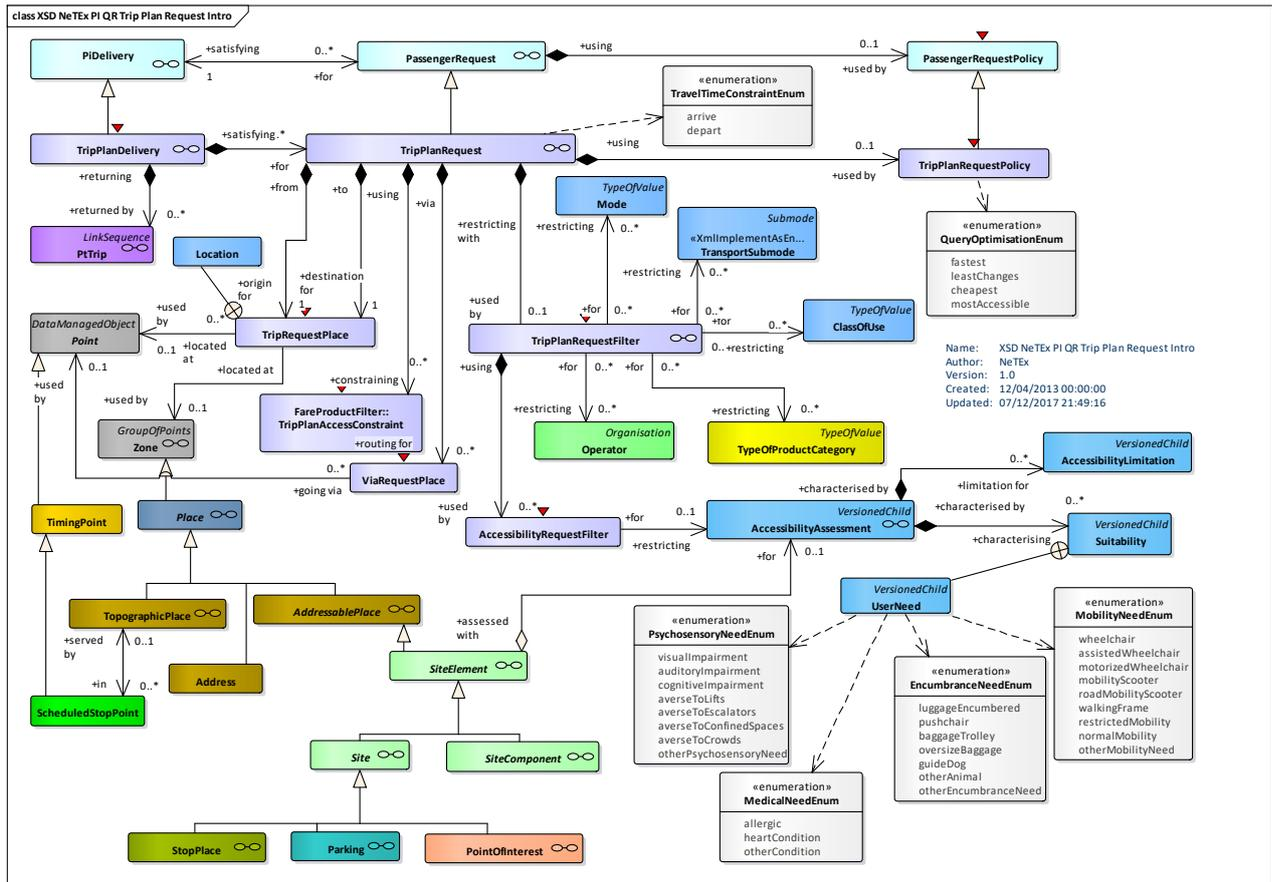 class XSD NeTEx PI QR Trip Plan Request Intro
PiDelivery
+satisfying
1
0..*
+for
PassengerRequest
+using
0..1
+used by
PassengerRequestPolicy
«enumeration»
TravelTimeConstraintEnum
arrive
depart
TripPlanDelivery
+satisfying.*
+for
TripPlanRequest
+using
0..1
+used by
TripPlanRequestPolicy
+returning
+returned by
0..*
LinkSequence
PtTrip
+from
+to
+using
+via
+restricting
with
TypeOfValue
Mode
+restricting
0..*
Submode
«XmlImplementAsEn...
TransportSubmode
+restricting
0..*
«enumeration»
QueryOptimisationEnum
fastest
leastChanges
cheapest
mostAccessible
Location
+origin
for
1
+destination
for
1
+used
by
0..*
DataManagedObject
Point
0..1
+located
at
TripRequestPlace
+used
by
0..1
+for
0..*
+for
0..*
TripPlanRequestFilter
+for
0..*
0..*
+restricting
TypeOfValue
ClassOfUse
Name: XSD NeTEx PI QR Trip Plan Request Intro
Author: NeTEx
Version: 1.0
Created: 12/04/2013 00:00:00
Updated: 07/12/2017 21:49:16
0..1
+used
by
+located at
+constraining
0..*
+using
+for
0..*
+for
0..*
+used by
0..1
FareProductFilter::
TripPlanAccessConstraint
+restricting
0..*
+restricting
0..*
GroupOfPoints
Zone
Organisation
Operator
TypeOfValue
TypeOfProductCategory
+routing for
0..*
0..*
ViaRequestPlace
+going via
0..*
VersionedChild
AccessibilityLimitation
+characterised by
+limitation for
TimingPoint
Place
+used
by
0..*
AccessibilityRequestFilter
+for
0..1
+restricting
VersionedChild
AccessibilityAssessment
+characterised by
0..*
+characterising
VersionedChild
Suitability
+for
0..1
VersionedChild
UserNeed
TopographicPlace
AddressablePlace
+served
by
0..1
+in
0..*
Address
ScheduledStopPoint
+assessed
with
SiteElement
«enumeration»
PsychosensoryNeedEnum
visualImpairment
auditoryImpairment
cognitiveImpairment
averseToLifts
averseToEscalators
averseToConfinedSpaces
averseToCrowds
otherPsychosensoryNeed
«enumeration»
MobilityNeedEnum
wheelchair
assistedWheelchair
motorizedWheelchair
mobilityScooter
roadMobilityScooter
walkingFrame
restrictedMobility
normalMobility
otherMobilityNeed
«enumeration»
EncumbranceNeedEnum
luggageEncumbered
pushchair
baggageTrolley
oversizeBaggage
guideDog
otherAnimal
otherEncumbranceNeed
Site
SiteComponent
«enumeration»
MedicalNeedEnum
allergic
heartCondition
otherCondition
StopPlace
Parking
PointOfInterest